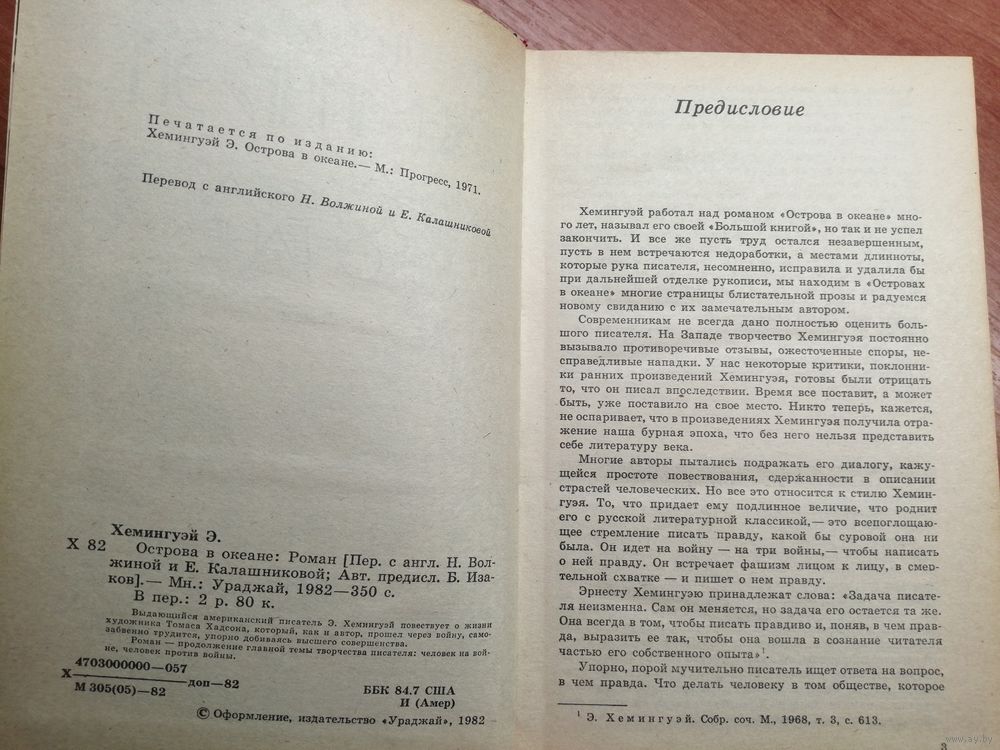 Печатается по изданию:
Хемингуэй Э. Острова в океане.— М.: Прогресс, 1971.
Перевод с английского Н. Волжиной и Е. Калашниковой
Хемингуэй Э.
Х 82
Острова в океане: Роман [Пер. с англ. Н. Вол-
жиной и Е. Калашниковой; Авт. предисл. Б. Иза-
ков].— Мн.: Ураджай, 1982—350 с.
В пер.: 2 р. 80 к.
Выдающийся американский писатель Э. Хемингуэй повествует о жизни
художника Томаса Хадсона, который, как и автор, прошел через войну, само-
забвенно трудится, упорно добиваясь высшего совершенства.
Роман — продолжение главной темы творчества писателя: человек на вой-
не, человек против войны.
4703000000—057
Х—доп—82
М 305(05)—82
ББК 84.7 США
И (Амер)
© Оформление, издательство «Ураджай», 1982
Предисловие
Хемингуэй работал над романом «Острова в океане» мно-
го лет, называл его своей «Большой книгой», но так и не успел
закончить. И все же пусть труд остался незавершенным,
пусть в нем встречаются недоработки, а местами длинноты,
которые рука писателя, несомненно, исправила и удалила бы
при дальнейшей отделке рукописи, мы находим в «Островах
в океане» многие страницы блистательной прозы и радуемся
новому свиданию с их замечательным автором.
Современникам не всегда дано полностью оценить боль-
шого писателя. На Западе творчество Хемингуэя постоянно
вызывало противоречивые отзывы, ожесточенные споры, не-
справедливые нападки. У нас некоторые критики, поклонни-
ки ранних произведений Хемингуэя, готовы были отрицать
то, что он писал впоследствии. Время все поставит, а может
быть, уже поставило на свое место. Никто теперь, кажется,
не оспаривает, что в произведениях Хемингуэя получила отра-
жение наша бурная эпоха, что без него нельзя представить
себе литературу века.
Многие авторы пытались подражать его диалогу, кажу-
щейся простоте повествования, сдержанности в описании
страстей человеческих. Но все это относится к стилю Хемин-
гуэя. То, что придает ему подлинное величие, что роднит
его с русской литературной классикой,— это всепоглощаю-
щее стремление писать правду, какой бы суровой она ни
была. Он идет на войну — на три войны,— чтобы написать
о ней правду. Он встречает фашизм лицом к лицу, в смер-
тельной схватке — и пишет о нем правду.
Эрнесту Хемингуэю принадлежат слова: «Задача писате-
ля неизменна. Сам он меняется, но задача его остается та же.
Она всегда в том, чтобы писать правдиво и, поняв, в чем прав-
да, выразить ее так, чтобы она вошла в сознание читателя
частью его собственного опыта»¹.
Упорно, порой мучительно писатель ищет ответа на вопрос,
в чем правда. Что делать человеку в том обществе, которое
¹ Э. Хемингуэй. Собр. соч. М., 1968, т. 3, с. 613.
3
www.ay.by